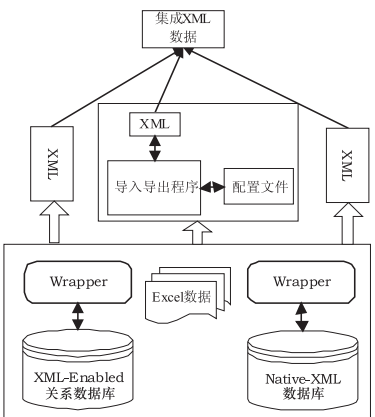 集成XML
数据
XML
XML
XML
导入导出程序
配置文件
Wrapper
Excel数据
Wrapper
XML-Enabled
关系数据库
Native-XML
数据库